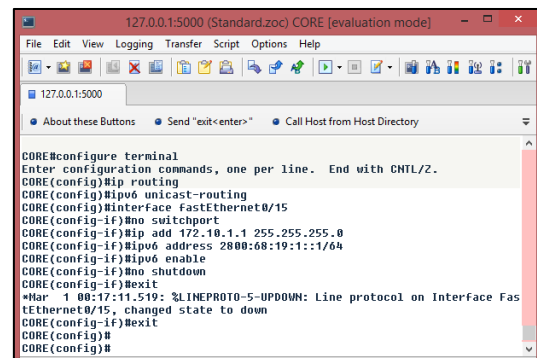 127.0.0.1:5000 (Standard.zoc) CORE [evaluation mode]
File Edit View Logging Transfer Script Options Help
127.0.0.1:5000
About these Buttons Send "exit<enter>" Call Host from Host Directory
CORE#configure terminal
Enter configuration commands, one per line. End with CNTL/Z.
CORE(config)#ip routing
CORE(config)#ipv6 unicast-routing
CORE(config)#interface fastEthernet0/15
CORE(config-if)#no switchport
CORE(config-if)#ip add 172.10.1.1 255.255.255.0
CORE(config-if)#ipv6 address 2800:68:19:1::1/64
CORE(config-if)#ipv6 enable
CORE(config-if)#no shutdown
CORE(config-if)#exit
*Mar 1 00:17:11.519: %LINEPROTO-5-UPDOWN: Line protocol on Interface Fas
tEthernet0/15, changed state to down
CORE(config-if)#exit
CORE(config)#
CORE(config)#